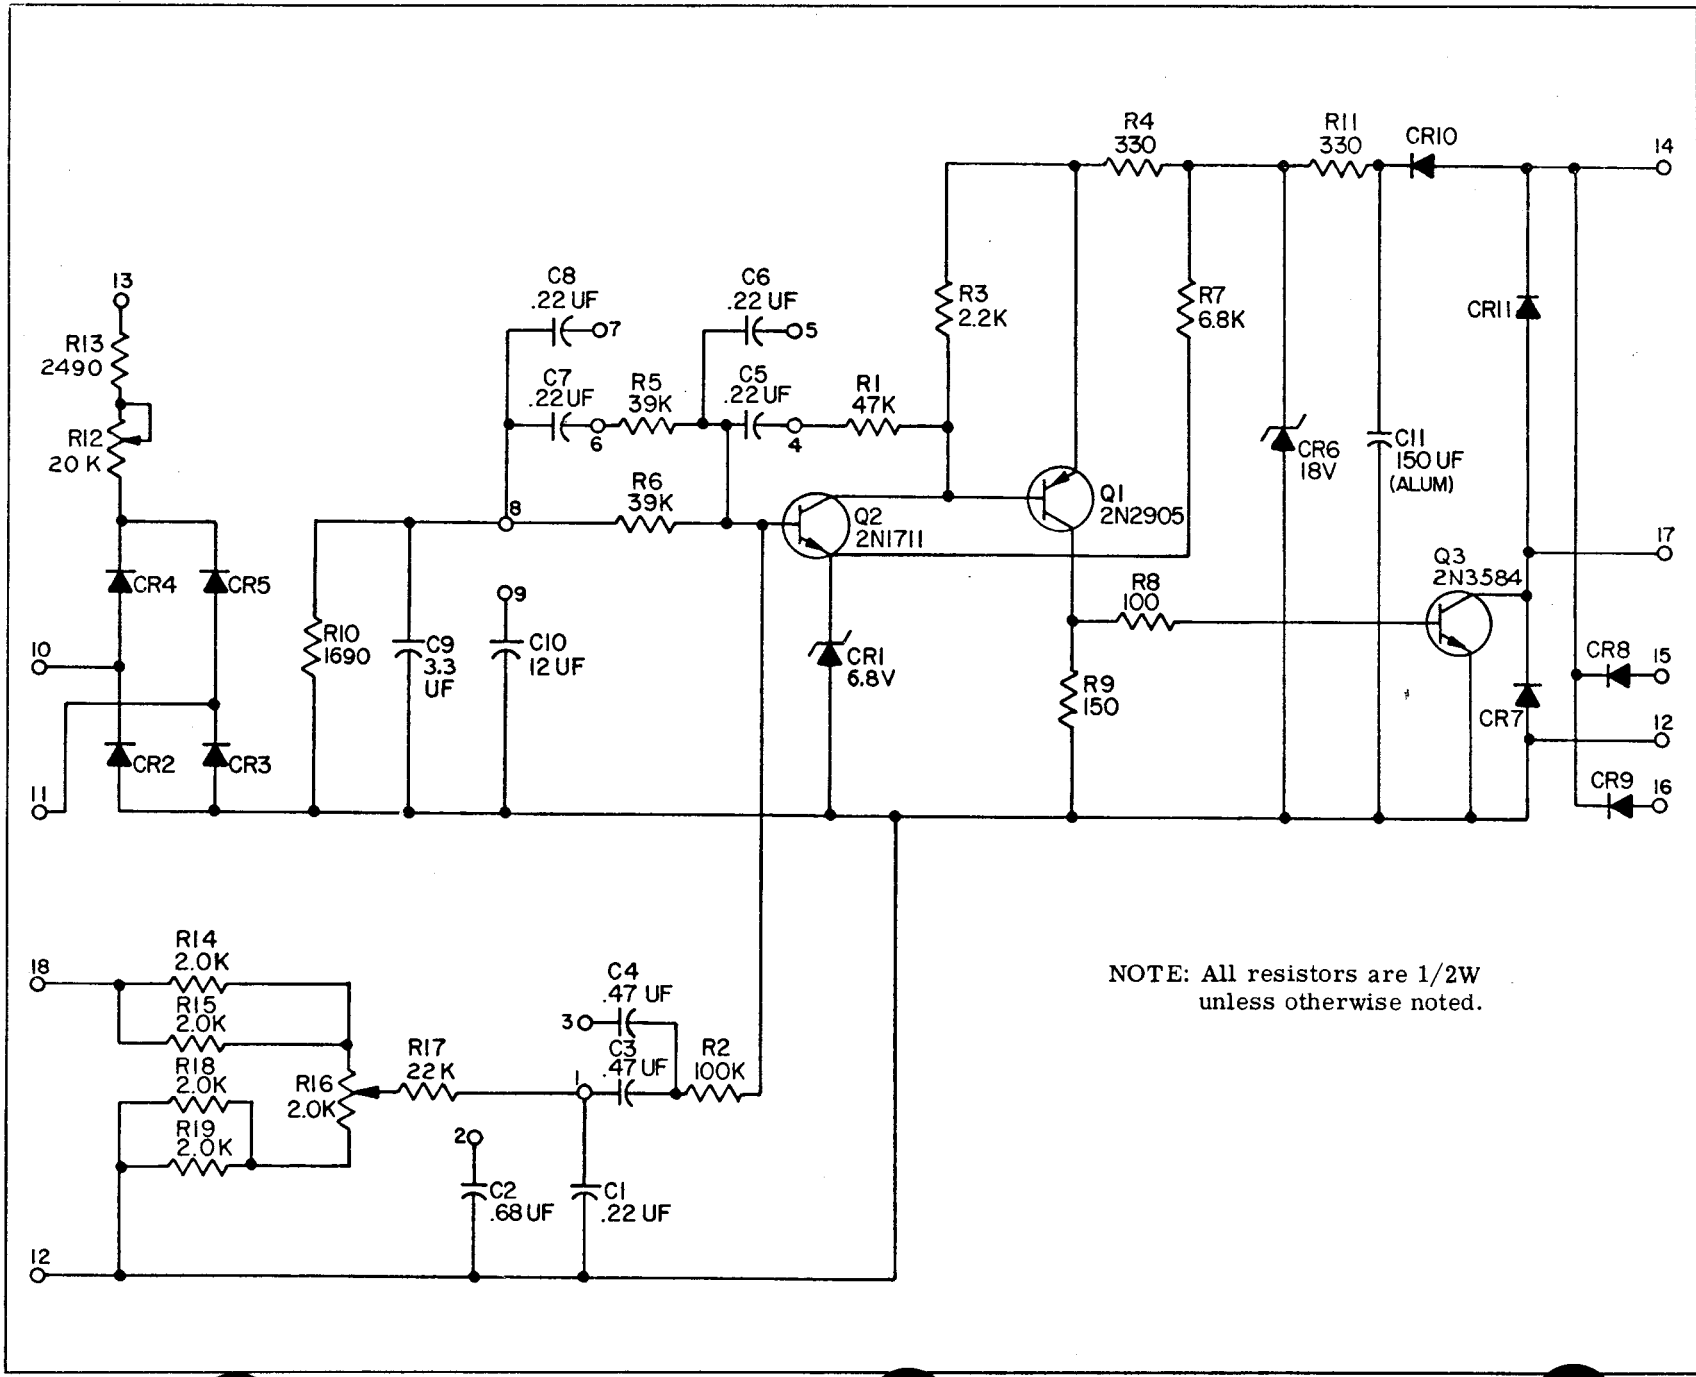 R4
330
R11
330
CR10
14
13
R13
2490
R12
20 K
C8
.22 UF
7
C6
.22 UF
5
R3
2.2K
R7
6.8K
CR11
C7
.22UF
6
R5
39K
C5
.22UF
4
R1
47K
CR6
18V
C11
150 UF
(ALUM)
R6
39K
8
Q2
2N1711
Q1
2N2905
17
Q3
2N3584
CR4
CR5
9
R8
100
10
R10
1690
C9
3.3
UF
C10
12 UF
CR1
6.8V
R9
150
CR8
15
CR7
12
CR2
CR3
11
CR9
16
18
R14
2.0K
R15
2.0K
R18
2.0K
R19
2.0K
R16
2.0K
R17
22 K
C4
.47 UF
3
C3
.47 UF
1
R2
100K
2
C2
.68 UF
C1
.22 UF
12
NOTE: All resistors are 1/2W
unless otherwise noted.